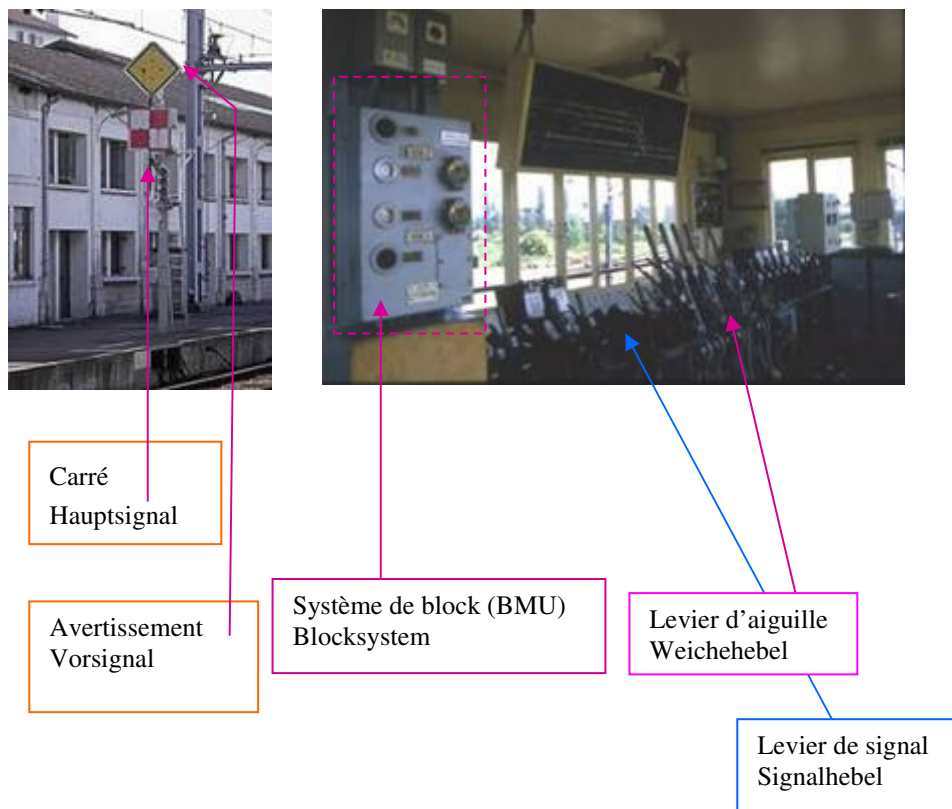 Carré
Hauptsignal
Avertissement
Vorsignal
Système de block (BMU)
Blocksystem
Levier d'aiguille
Weichehebel
Levier de signal
Signalhebel